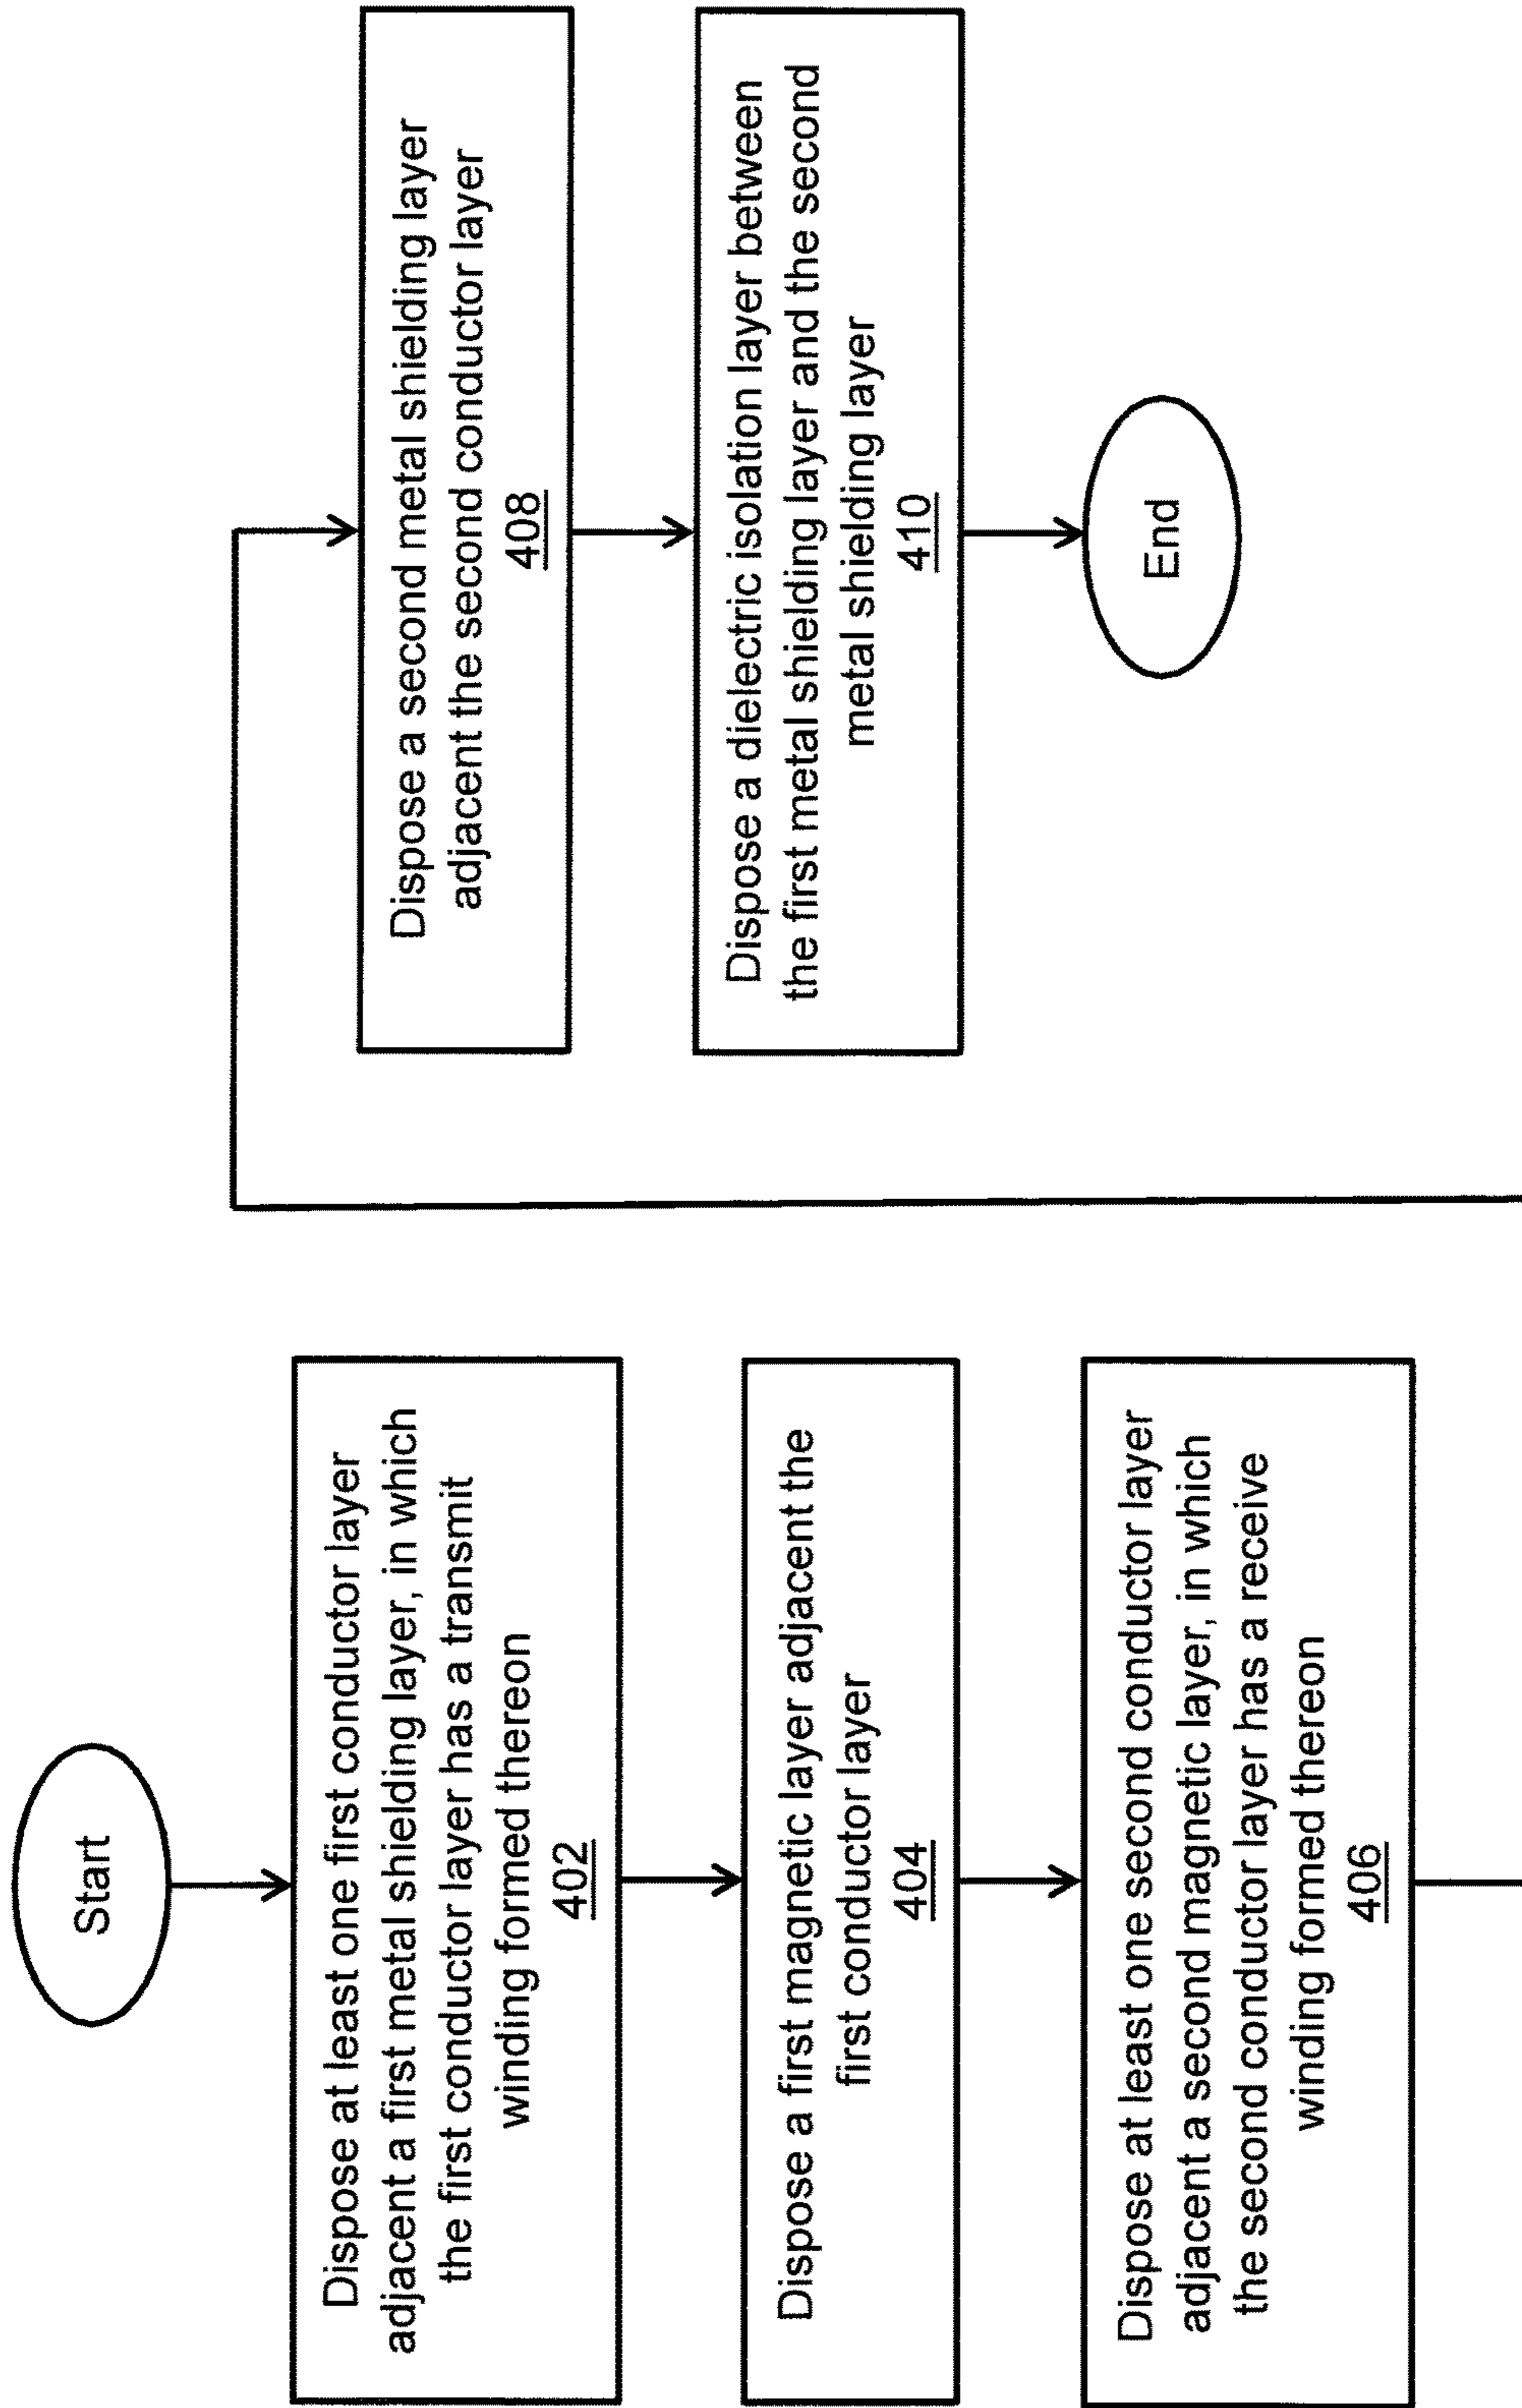 Start
Dispose at least one first conductor layer
adjacent a first metal shielding layer, in which
the first conductor layer has a transmit
winding formed thereon
402
Dispose a first magnetic layer adjacent the
first conductor layer
404
Dispose at least one second conductor layer
adjacent a second magnetic layer, in which
the second conductor layer has a receive
winding formed thereon
406
Dispose a second metal shielding layer
adjacent the second conductor layer
408
Dispose a dielectric isolation layer between
the first metal shielding layer and the second
metal shielding layer
410
End